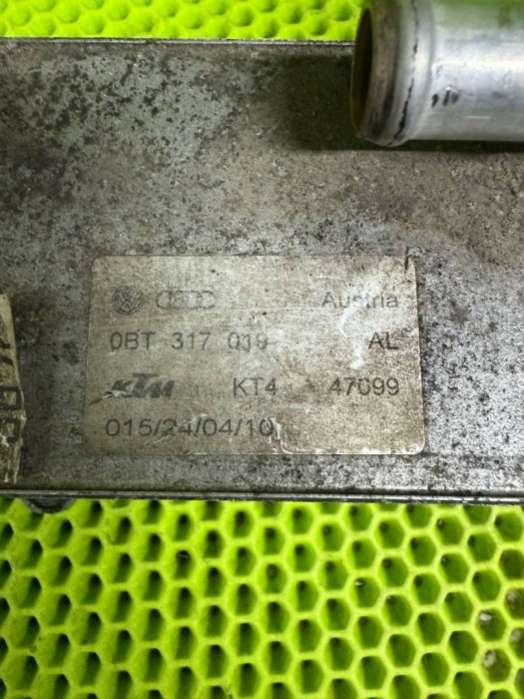 Austria
0BT 317 019 AL
KTM KT4 47099
015/24/04/10